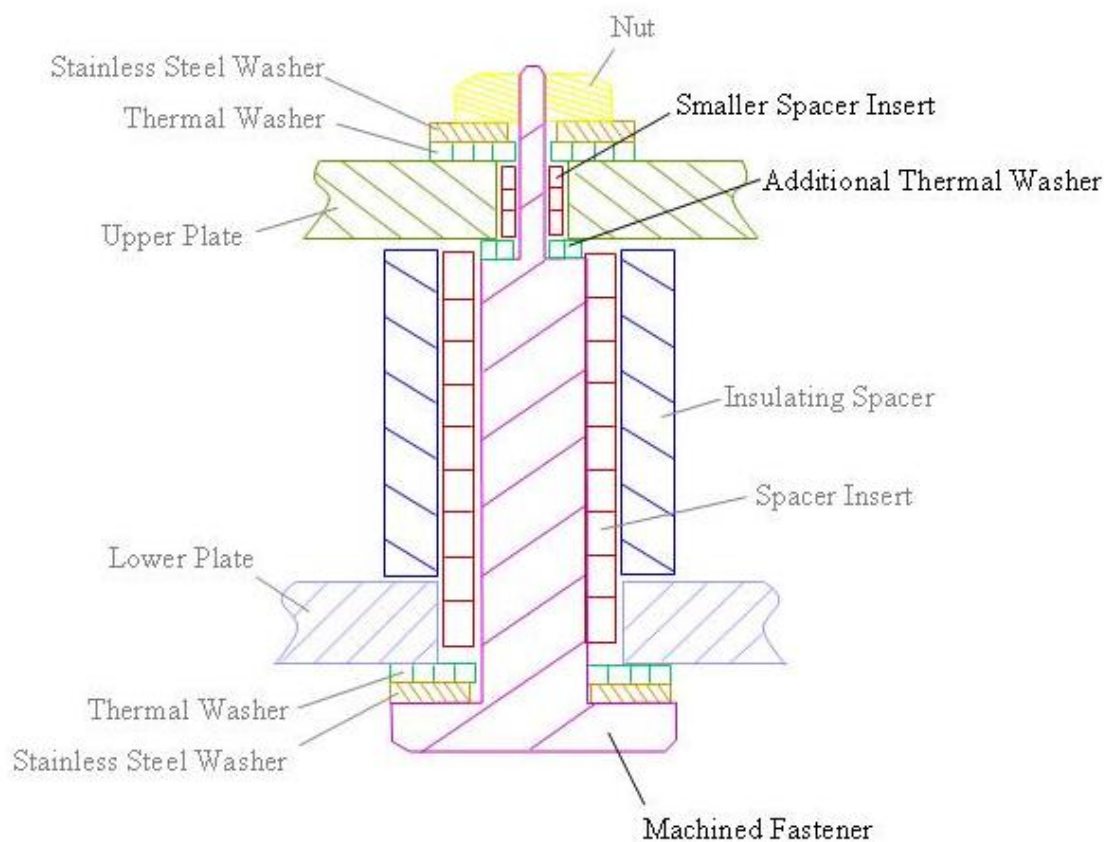 Nut
Stainless Steel Washer
Smaller Spacer Insert
Thermal Washer
Additional Thermal Washer
Upper Plate
Insulating Spacer
Spacer Insert
Lower Plate
Thermal Washer
Stainless Steel Washer
Machined Fastener